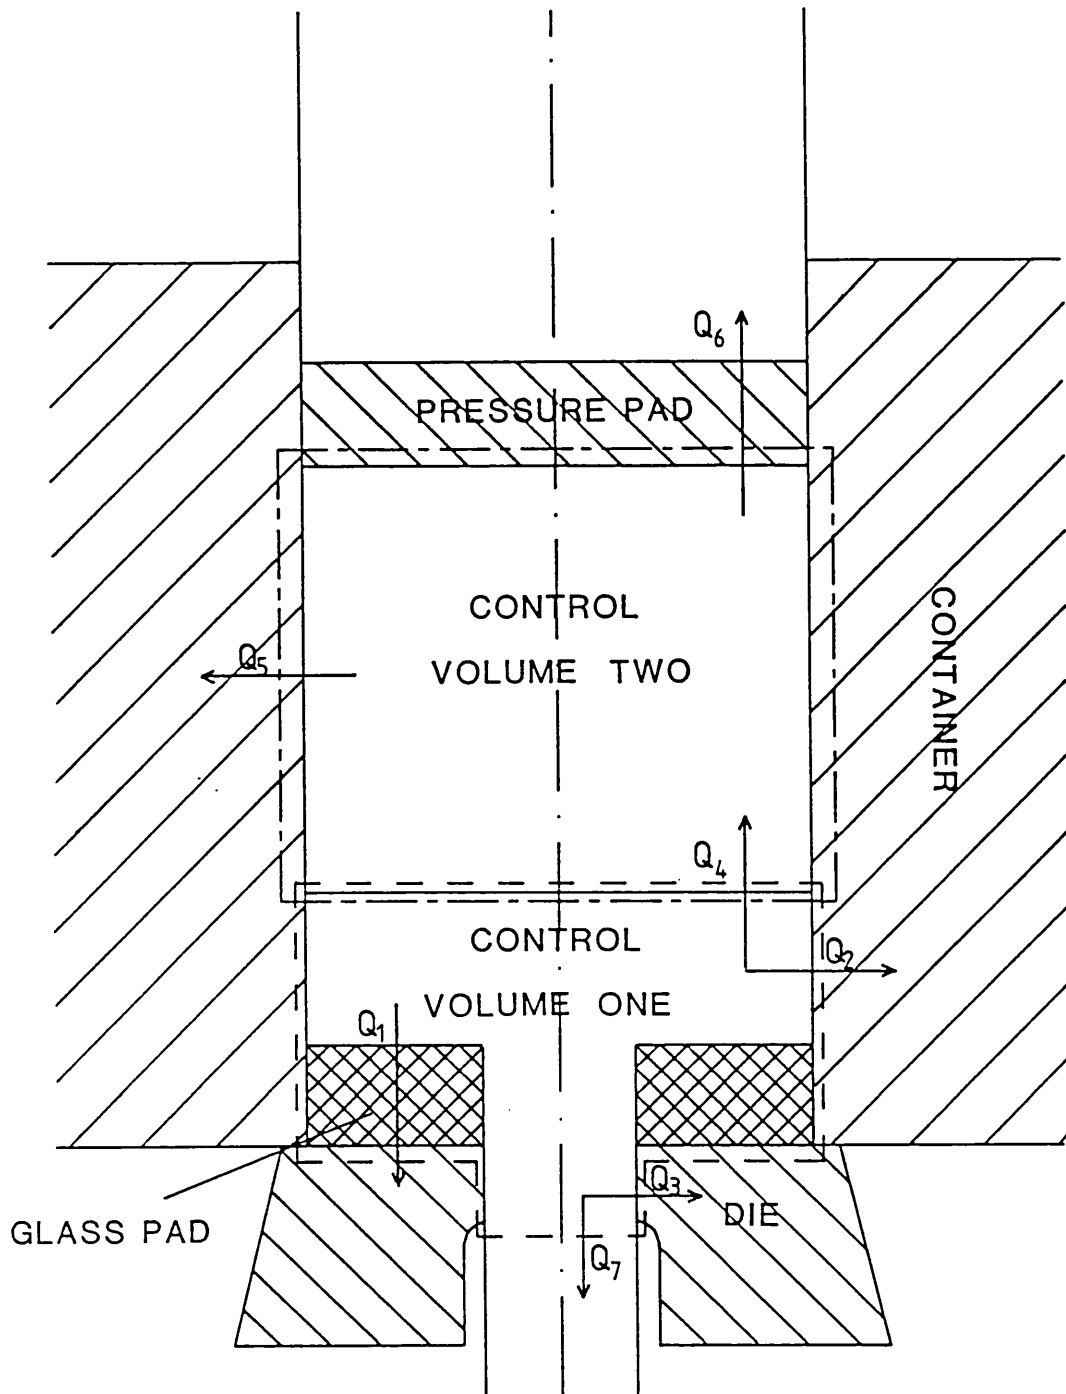 Q6
PRESSURE PAD
CONTROL
VOLUME TWO
Q5
CONTAINER
Q4
CONTROL
Q2
VOLUME ONE
Q1
Q3
DIE
GLASS PAD
Q7